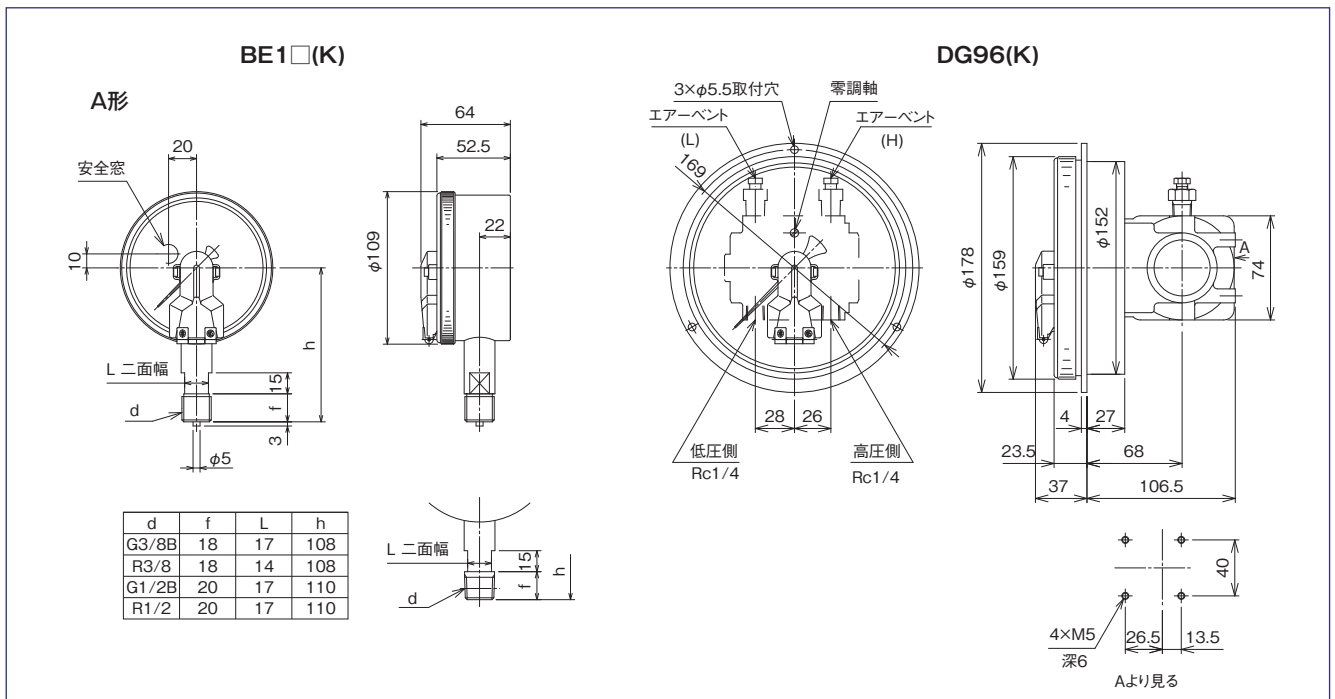 BE1□(K)
A形
20
安全窓
10
h
L 二面幅
15
f
d
3
φ5
64
52.5
22
φ109
d f L h
G3/8B 18 17 108
R3/8 18 14 108
G1/2B 20 17 110
R1/2 20 17 110
L 二面幅
15
f
h
d
DG96(K)
3×φ5.5取付穴
零調軸
エアーベント
(L)
エアーベント
(H)
169
28
26
低圧側
Rc1/4
高圧側
Rc1/4
φ178
φ159
φ152
A
74
4
27
23.5
68
37
106.5
40
4×M5
深6
26.5
13.5
Aより見る